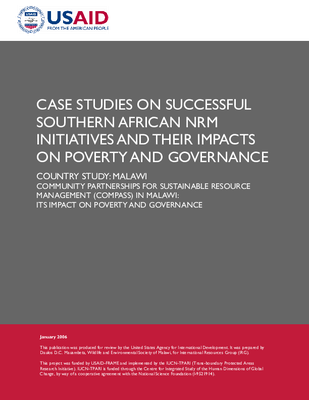 USAID
FROM THE AMERICAN PEOPLE
CASE STUDIES ON SUCCESSFUL
SOUTHERN AFRICAN NRM
INITIATIVES AND THEIR IMPACTS
ON POVERTY AND GOVERNANCE
COUNTRY STUDY: MALAWI
COMMUNITY PARTNERSHIPS FOR SUSTAINABLE RESOURCE
MANAGEMENT (COMPASS) IN MALAWI:
ITS IMPACT ON POVERTY AND GOVERNANCE
January 2006
This publication was produced for review by the United States Agency for International Development. It was prepared by
Daulos D.C. Mauambeta, Wildlife and Environmental Society of Malawi, for International Resources Group (IRG).
This project was funded by USAID-FRAME and implemented by the IUCN-TPARI (Trans-boundary Protected Areas
Research Initiative). IUCN-TPARI is funded through the Centre for Integrated Study of the Human Dimensions of Global
Change, by way of a cooperative agreement with the National Science Foundation